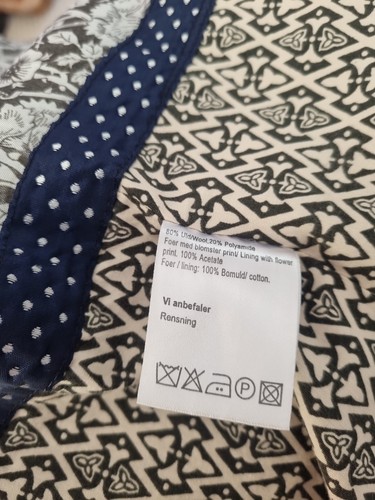 80% Uld/Wool, 20% Polyamide
Foer med blomster print/ Lining with flower
print. 100% Acetate
Foer / lining: 100% Bomuld/ cotton.
Vi anbefaler
Rensning
P